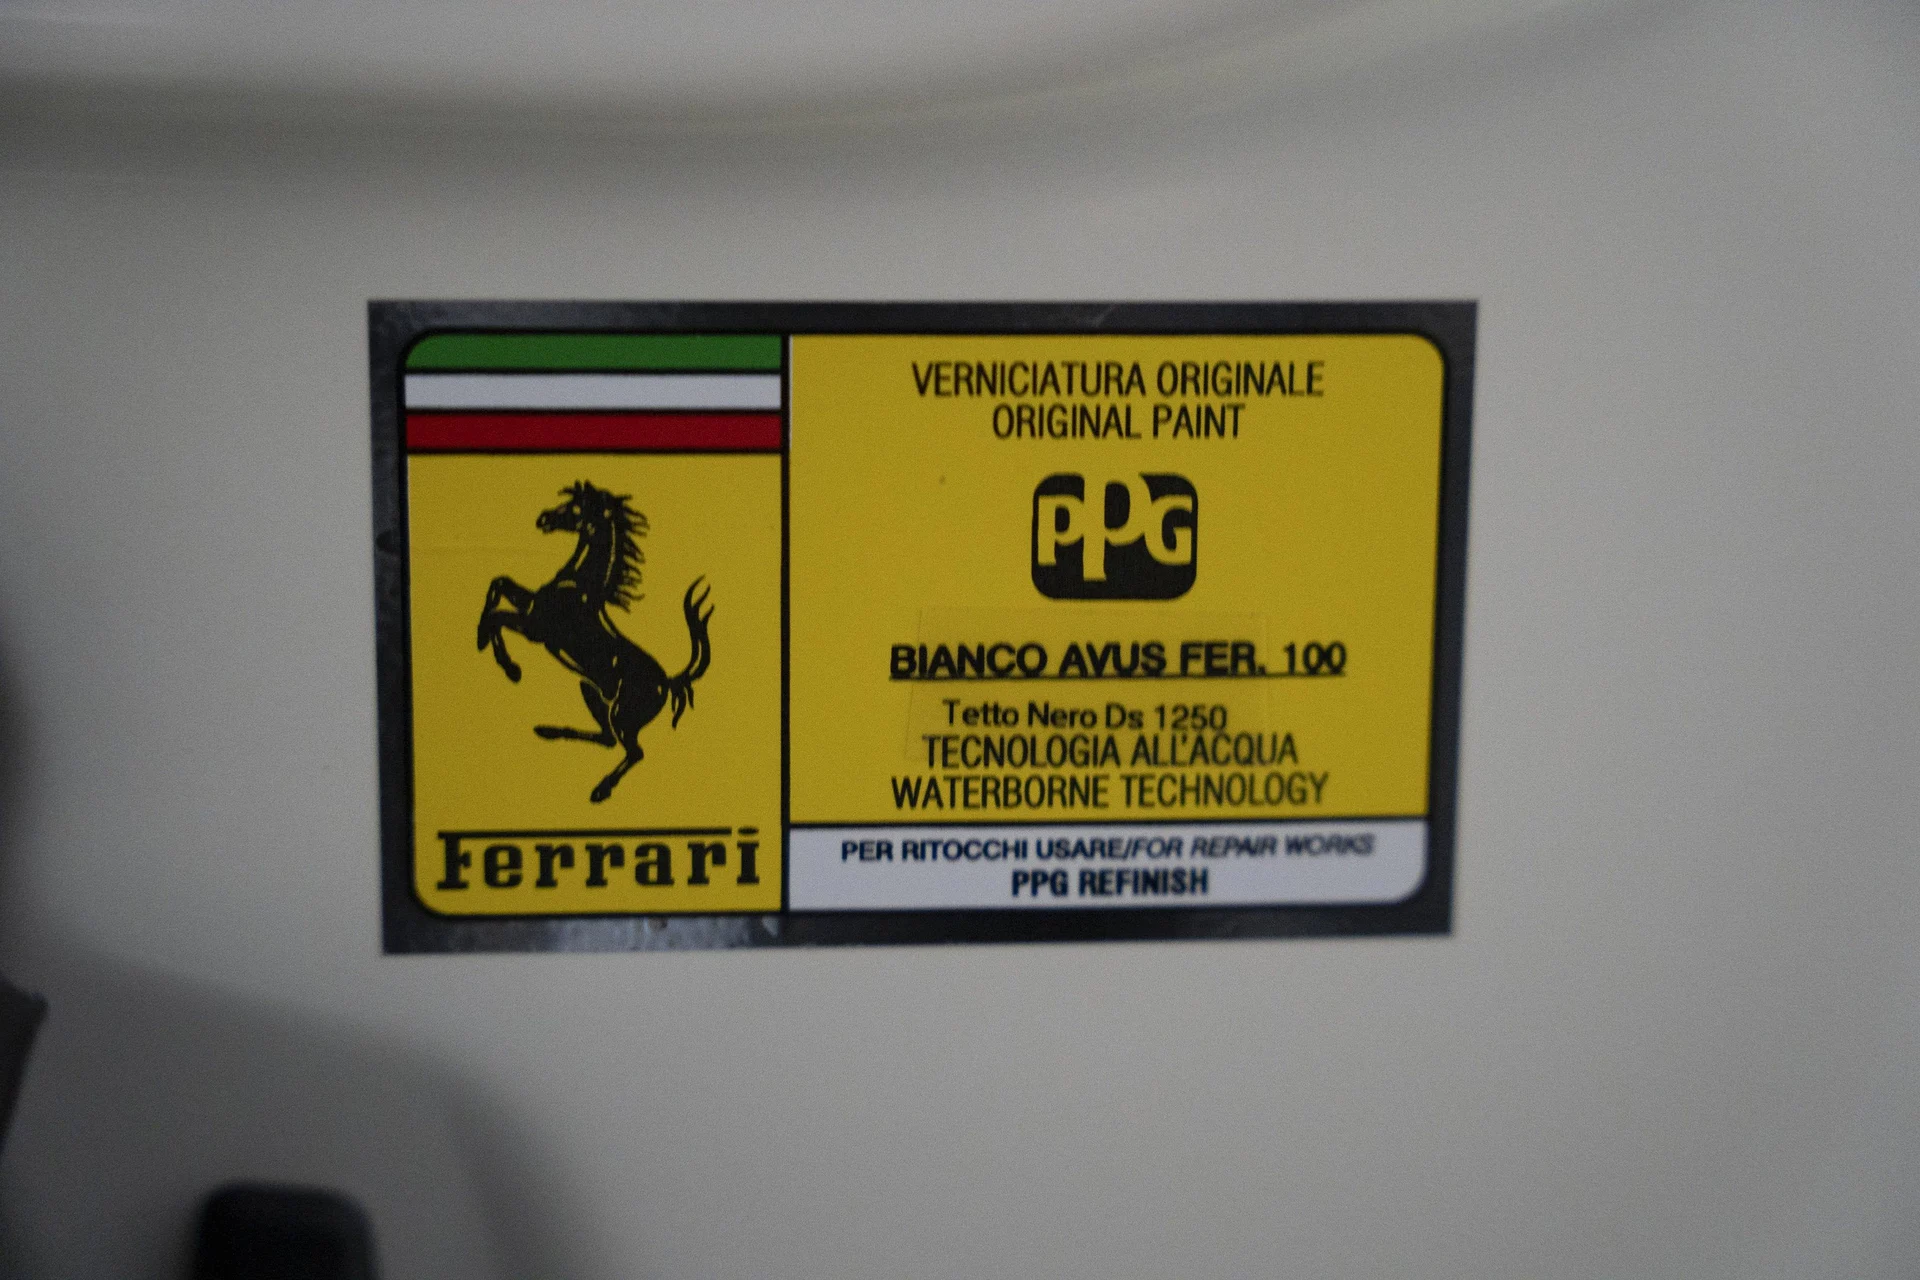 Ferrari
VERNICIATURA ORIGINALE
ORIGINAL PAINT
PPG
BIANCO AVUS FER. 100
Tetto Nero Ds 1250
TECNOLOGIA ALL'ACQUA
WATERBORNE TECHNOLOGY
PER RITOCCHI USARE/FOR REPAIR WORKS
PPG REFINISH